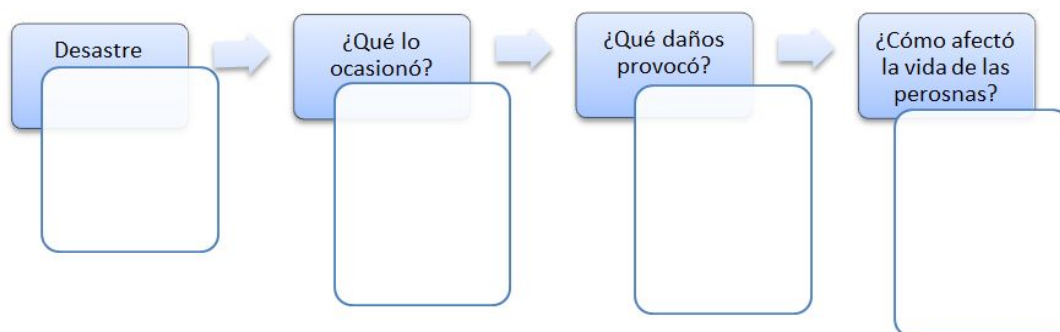 Desastre
¿Qué lo
ocasionó?
¿Qué daños
provocó?
¿Cómo afectó
la vida de las
perosnas?